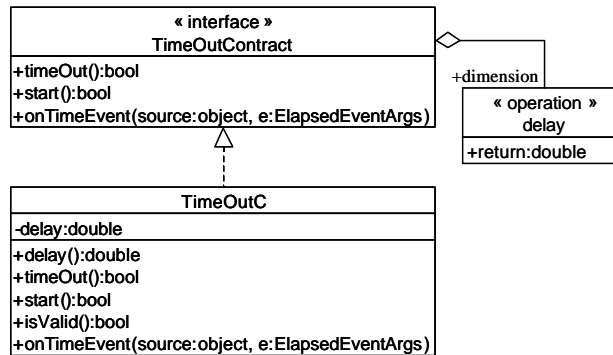 « interface »
TimeOutContract
+timeOut():bool
+start():bool
+onTimeEvent(source:object, e:ElapsedEventArgs)
+dimension
« operation »
delay
+return:double
TimeOutC
-delay:double
+delay():double
+timeOut():bool
+start():bool
+isValid():bool
+onTimeEvent(source:object, e:ElapsedEventArgs)